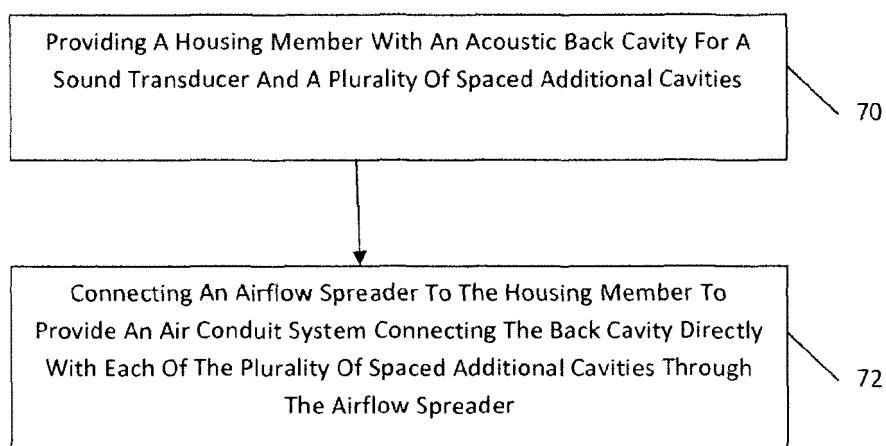 Providing A Housing Member With An Acoustic Back Cavity For A
Sound Transducer And A Plurality Of Spaced Additional Cavities
70
Connecting An Airflow Spreader To The Housing Member To
Provide An Air Conduit System Connecting The Back Cavity Directly
With Each Of The Plurality Of Spaced Additional Cavities Through
The Airflow Spreader
72